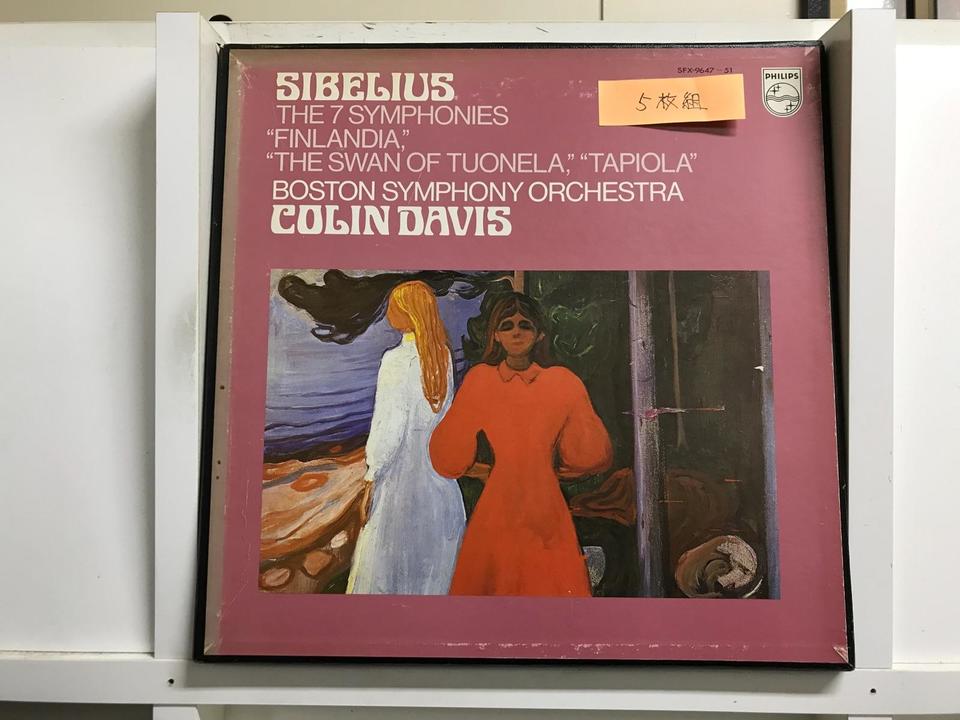 SFX-9647~51
SIBELIUS
5枚組
PHILIPS
THE 7 SYMPHONIES
"FINLANDIA,"
"THE SWAN OF TUONELA," "TAPIOLA"
BOSTON SYMPHONY ORCHESTRA
COLIN DAVIS